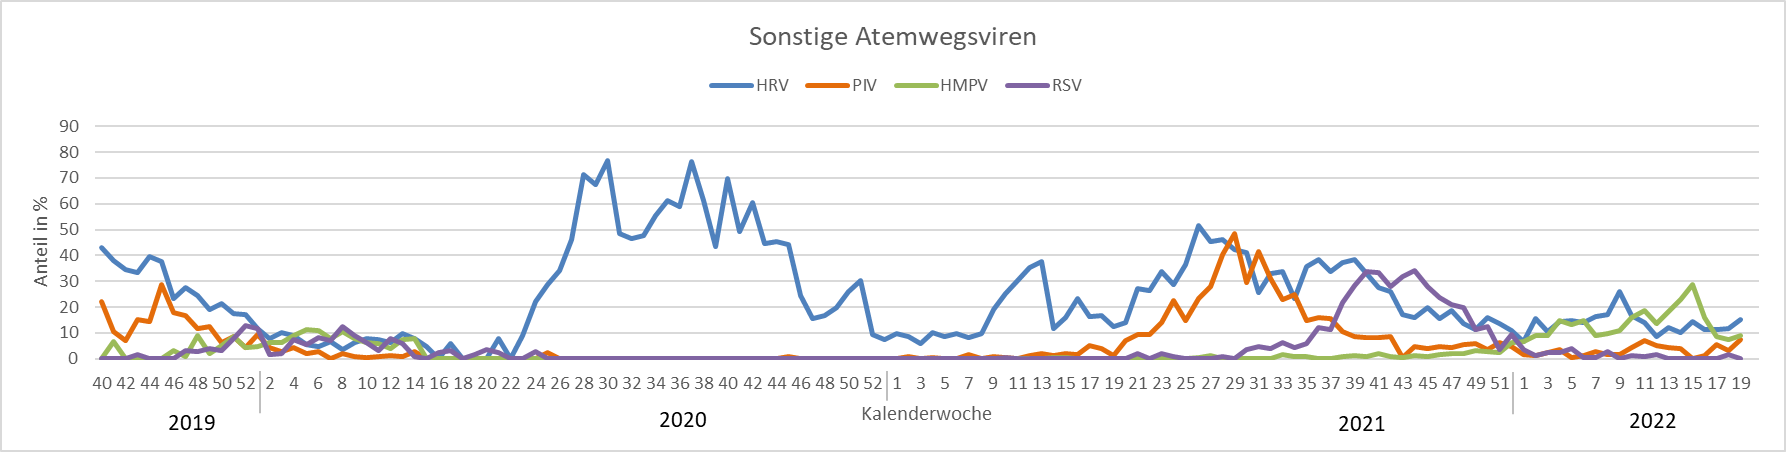 Sonstige Atemwegsviren
HRV PIV HMPV RSV
Anteil in %
90
80
70
60
50
40
30
20
10
0
40 42 44 46 48 50 52 2 4 6 8 10 12 14 16 18 20 22 24 26 28 30 32 34 36 38 40 42 44 46 48 50 52 1 3 5 7 9 11 13 15 17 19 21 23 25 27 29 31 33 35 37 39 41 43 45 47 49 51 1 3 5 7 9 11 13 15 17 19
2019 2020 2021 2022
Kalenderwoche